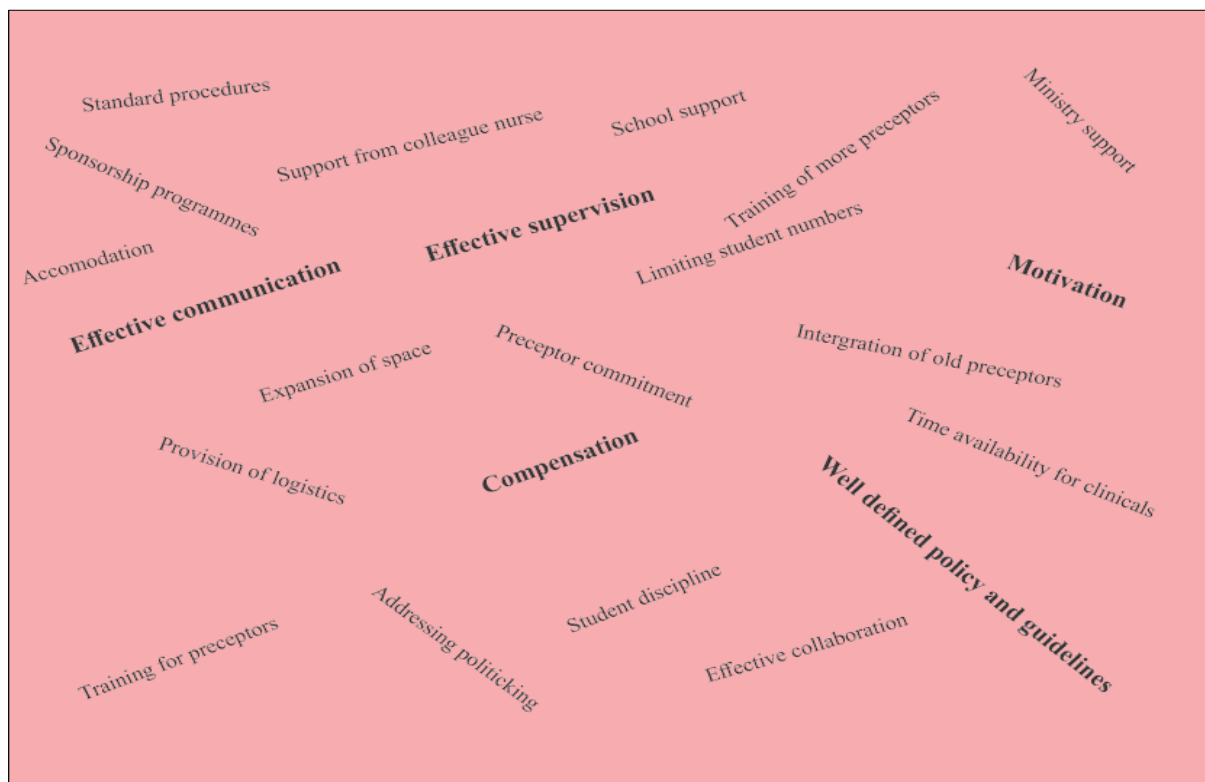 Standard procedures
Sponsorship programmes
Support from colleague nurse
School support
Training of more preceptors
Ministry support
Accomodation
Effective communication
Effective supervision
Limiting student numbers
Motivation
Expansion of space
Preceptor commitment
Intergration of old preceptors
Provision of logistics
Compensation
Time availability for clinicals
Well defined policy and guidelines
Training for preceptors
Addressing politicking
Student discipline
Effective collaboration